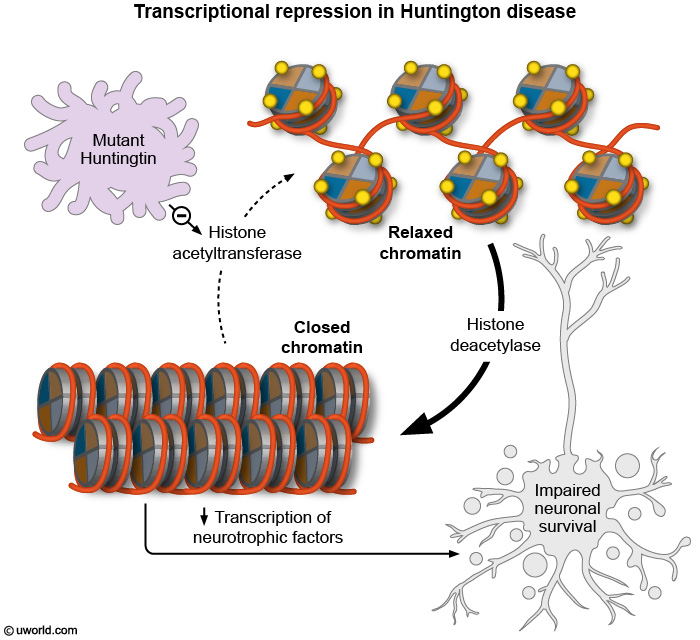 Transcriptional repression in Huntington disease
Mutant
Huntingtin
Histone
acetyltransferase
Relaxed
chromatin
Histone
deacetylase
Closed
chromatin
↓ Transcription of
neurotrophic factors
Impaired
neuronal
survival
© uworld.com